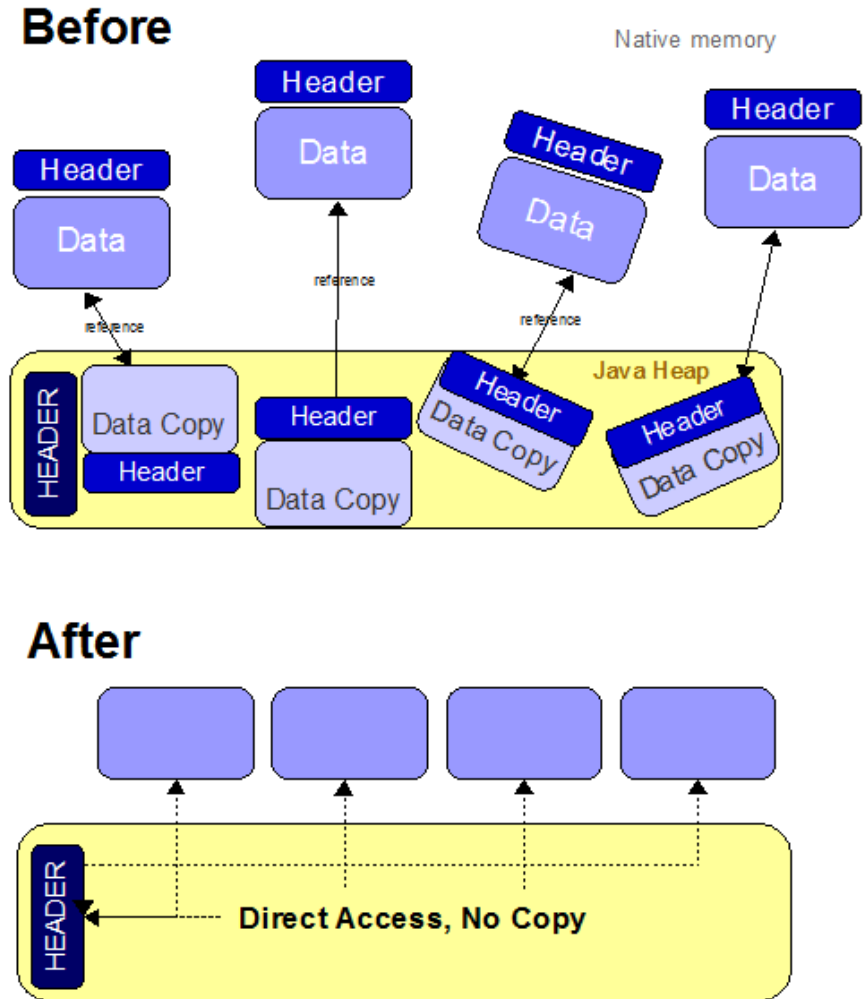 Before
Native memory
Header
Data
Header
Data
Header
Data
Header
Data
reference
reference
reference
Java Heap
HEADER
Data Copy
Header
Header
Data Copy
Header
Data Copy
Header
Data Copy
After
HEADER
Direct Access, No Copy